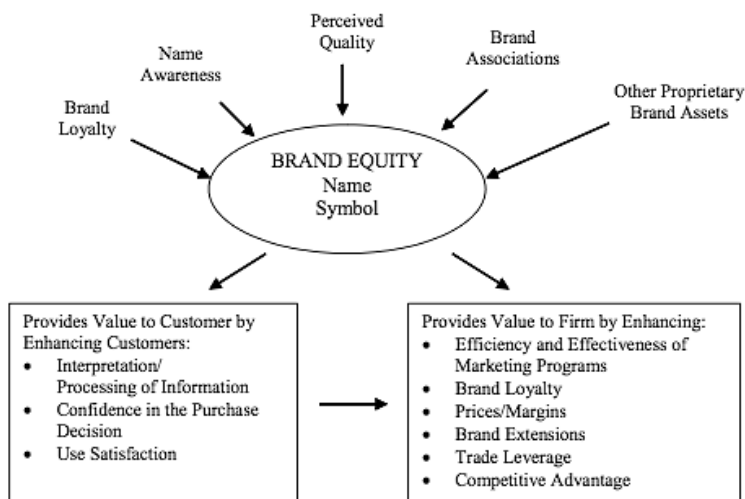 Perceived
Quality
Name
Awareness
Brand
Associations
Brand
Loyalty
Other Proprietary
Brand Assets
BRAND EQUITY
Name
Symbol
Provides Value to Customer by
Enhancing Customers:
• Interpretation/
Processing of Information
• Confidence in the Purchase
Decision
• Use Satisfaction
Provides Value to Firm by Enhancing:
• Efficiency and Effectiveness of
Marketing Programs
• Brand Loyalty
• Prices/Margins
• Brand Extensions
• Trade Leverage
• Competitive Advantage